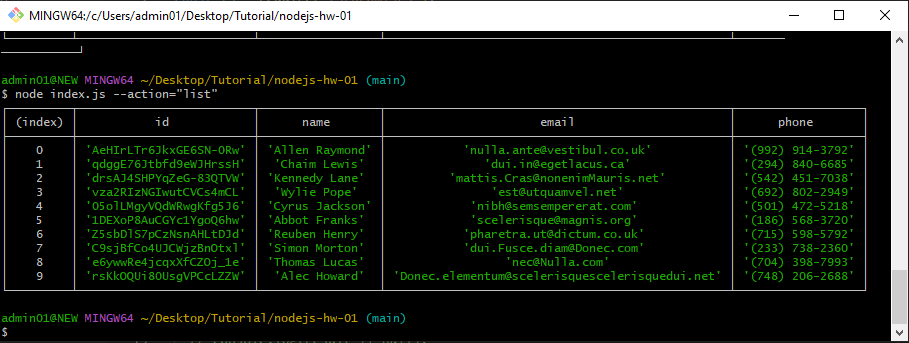 MINGW64:/c/Users/admin01/Desktop/Tutorial/nodejs-hw-01
admin01@NEW MINGW64 ~/Desktop/Tutorial/nodejs-hw-01 (main)
$ node index.js --action="list"
(index) id name email phone
0 'AeHIrLTr6JkxGE6SN-0Rw' 'Allen Raymond' 'nulla.ante@vestibul.co.uk' '(992) 914-3792'
1 'qdggE76Jtbfd9eWJHrssH' 'Chaim Lewis' 'dui.in@egetlacus.ca' '(294) 840-6685'
2 'drsAJ4SHPYqZeG-83QTVW' 'Kennedy Lane' 'mattis.Cras@nonenimMauris.net' '(542) 451-7038'
3 'vza2RIzNGIwutCVCs4mCL' 'Wylie Pope' 'est@utquamvel.net' '(692) 802-2949'
4 '05olLMgyVQdWRwgKfg5J6' 'Cyrus Jackson' 'nibh@semsempererat.com' '(501) 472-5218'
5 '1DEXoP8AuCGYc1YgoQ6hw' 'Abbot Franks' 'scelerisque@magnis.org' '(186) 568-3720'
6 'Z5sbDlS7pCzNsnAHLtDJd' 'Reuben Henry' 'pharetra.ut@dictum.co.uk' '(715) 598-5792'
7 'C9sjBfCo4UJCWjzBnOtxl' 'Simon Morton' 'dui.Fusce.diam@Donec.com' '(233) 738-2360'
8 'e6ywwRe4jcqxXfCZOj_1e' 'Thomas Lucas' 'nec@Nulla.com' '(704) 398-7993'
9 'rsKkOQUi80UsgVPCcLZZW' 'Alec Howard' 'Donec.elementum@scelerisquescelerisquedui.net' '(748) 206-2688'
admin01@NEW MINGW64 ~/Desktop/Tutorial/nodejs-hw-01 (main)
$